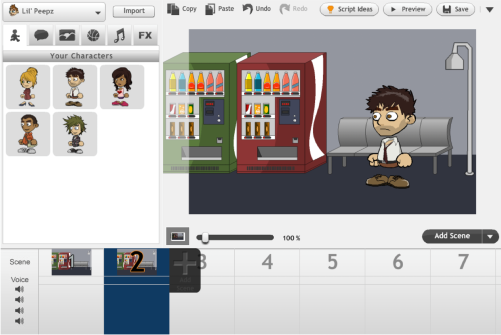 Lil' Peepz
Import
Copy
Paste
Undo
Redo
Script Ideas
Preview
Save
FX
Your Characters
100 %
Add Scene
Scene
1
2
3
4
5
6
7
Voice